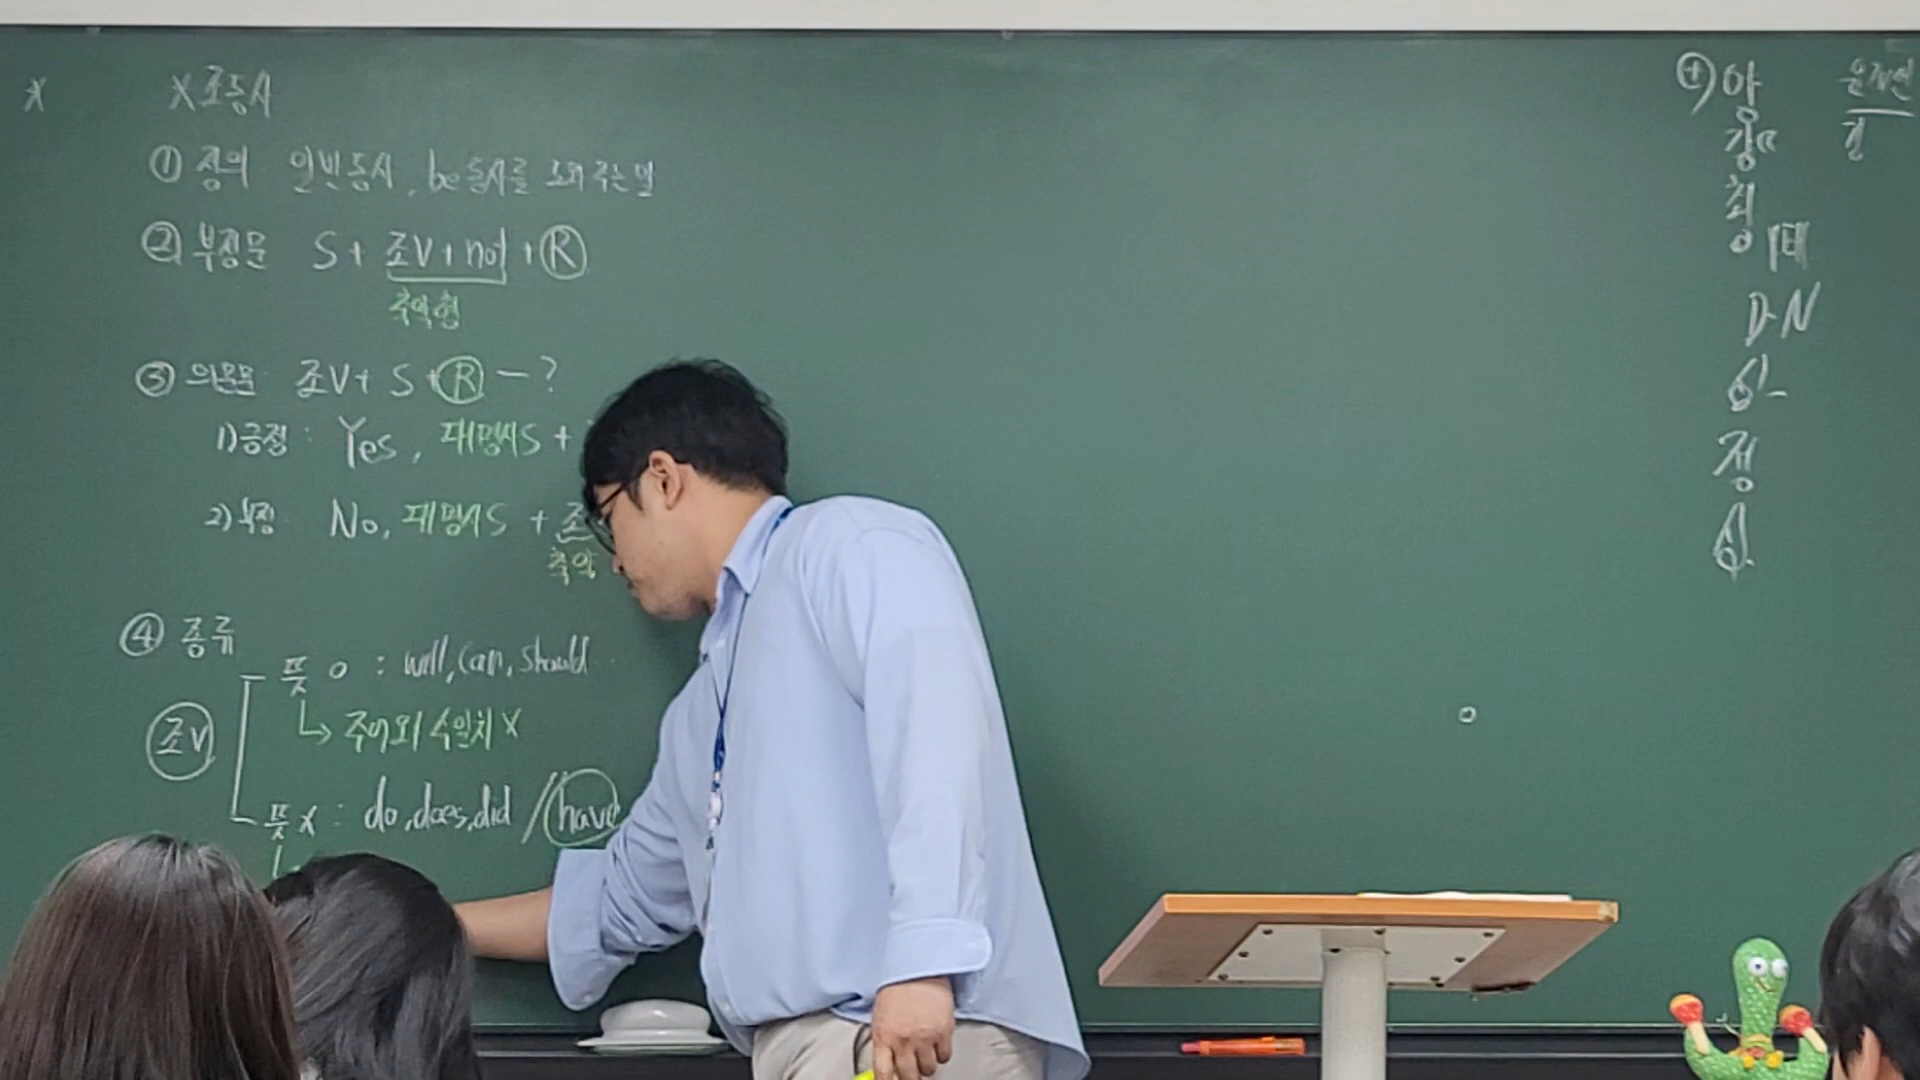 X 조동사
① 정의 일반동사, be동사를 도와 주는 말
② 부정문 S + 조V + not + Ⓡ
축약형
③ 의문문 조V + S + Ⓡ — ?
1) 긍정 : Yes, 대명사S +
2) 부정 No, 대명사S + 조
축약
④ 종류
조V
뜻 o : will, can, should
↳ 주어와 수일치 X
뜻 x : do, does, did / have